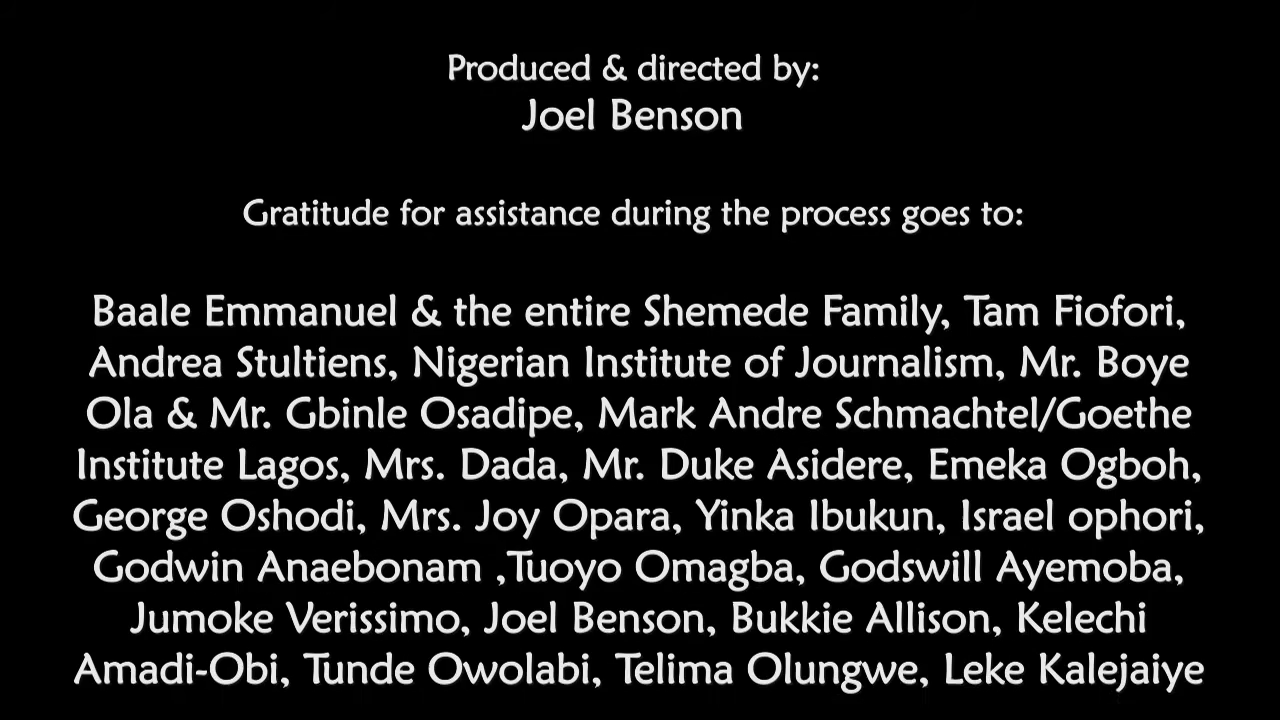 Produced & directed by:
Joel Benson
Gratitude for assistance during the process goes to:
Baale Emmanuel & the entire Shemede Family, Tam Fiofori,
Andrea Stultiens, Nigerian Institute of Journalism, Mr. Boye
Ola & Mr. Gbinle Osadipe, Mark Andre Schmachtel/Goethe
Institute Lagos, Mrs. Dada, Mr. Duke Asidere, Emeka Ogboh,
George Oshodi, Mrs. Joy Opara, Yinka Ibukun, Israel ophori,
Godwin Anaebonam ,Tuoyo Omagba, Godswill Ayemoba,
Jumoke Verissimo, Joel Benson, Bukkie Allison, Kelechi
Amadi-Obi, Tunde Owolabi, Telima Olungwe, Leke Kalejaiye